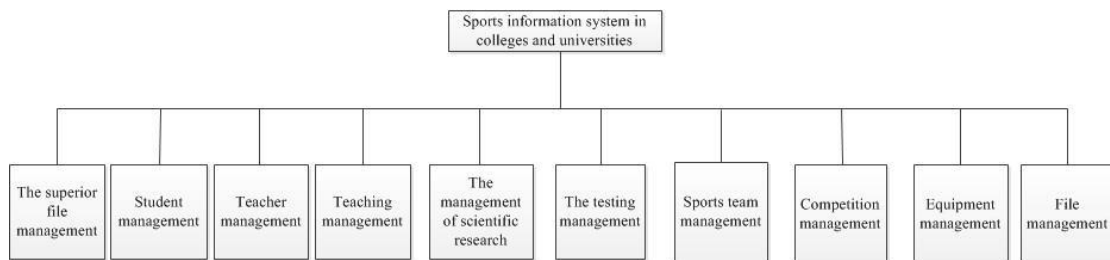 Sports information system in
colleges and universities
The superior
file
management
Student
management
Teacher
management
Teaching
management
The
management
of scientific
research
The testing
management
Sports team
management
Competition
management
Equipment
management
File
management